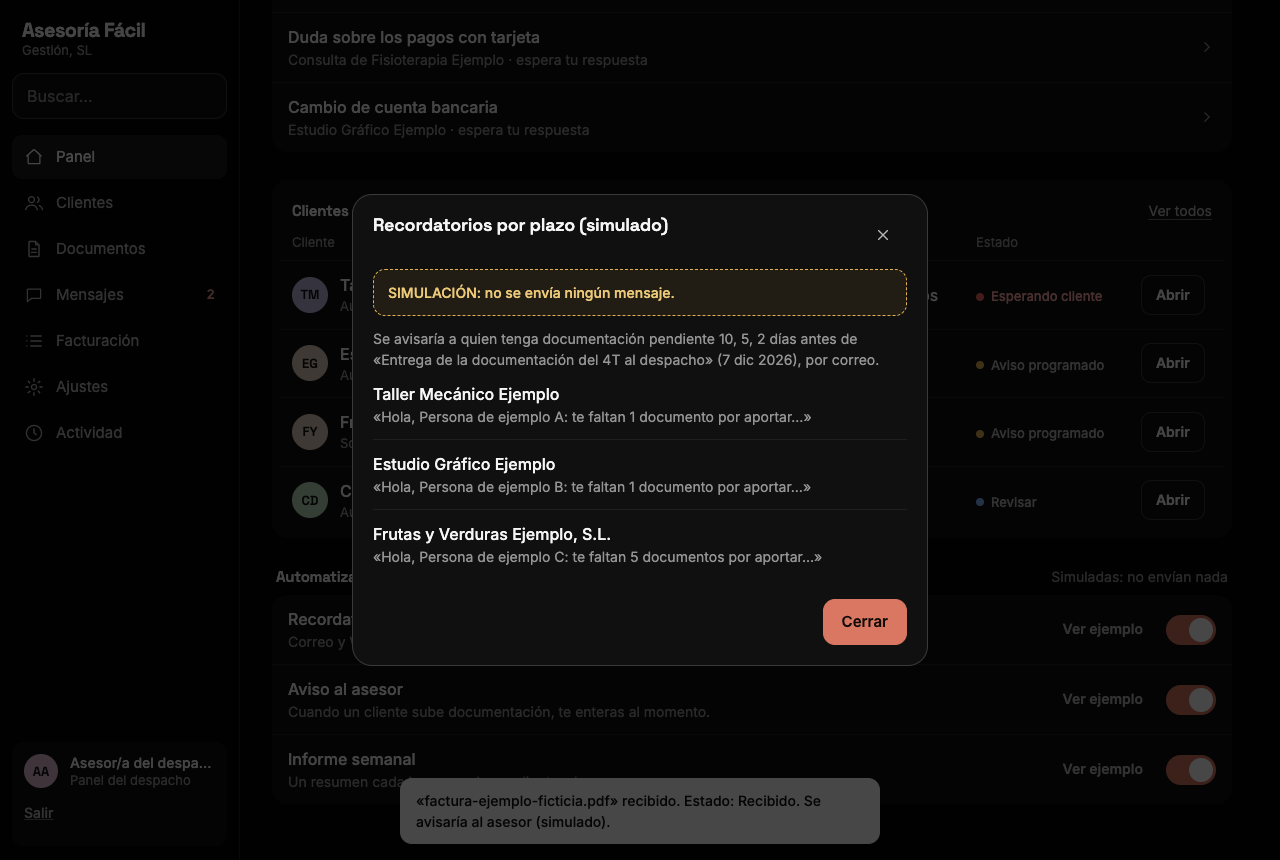 Asesoría Fácil
Gestión, SL
Buscar...
Panel
Clientes
Documentos
Mensajes 2
Facturación
Ajustes
Actividad
AA
Asesor/a del despa...
Panel del despacho
Salir
Duda sobre los pagos con tarjeta
Consulta de Fisioterapia Ejemplo · espera tu respuesta
Cambio de cuenta bancaria
Estudio Gráfico Ejemplo · espera tu respuesta
Clientes
Ver todos
Cliente
Estado
TM
Esperando cliente
Abrir
EG
Aviso programado
Abrir
FY
Aviso programado
Abrir
CD
Revisar
Abrir
Recordatorios por plazo (simulado)
SIMULACIÓN: no se envía ningún mensaje.
Se avisaría a quien tenga documentación pendiente 10, 5, 2 días antes de
«Entrega de la documentación del 4T al despacho» (7 dic 2026), por correo.
Taller Mecánico Ejemplo
«Hola, Persona de ejemplo A: te faltan 1 documento por aportar...»
Estudio Gráfico Ejemplo
«Hola, Persona de ejemplo B: te faltan 1 documento por aportar...»
Frutas y Verduras Ejemplo, S.L.
«Hola, Persona de ejemplo C: te faltan 5 documentos por aportar...»
Cerrar
Simuladas: no envían nada
Correo y
Ver ejemplo
Aviso al asesor
Cuando un cliente sube documentación, te enteras al momento.
Ver ejemplo
Informe semanal
Un resumen
Ver ejemplo
«factura-ejemplo-ficticia.pdf» recibido. Estado: Recibido. Se
avisaría al asesor (simulado).